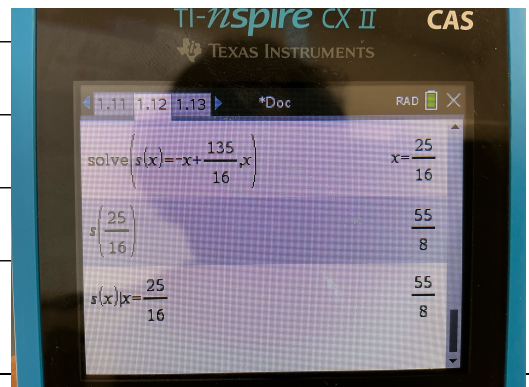 TI-nspire CX II CAS
TEXAS INSTRUMENTS
1.11 1.12 1.13 *Doc RAD
solve(s(x)=-x+135/16,x) x=25/16
s(25/16) 55/8
s(x)|x=25/16 55/8